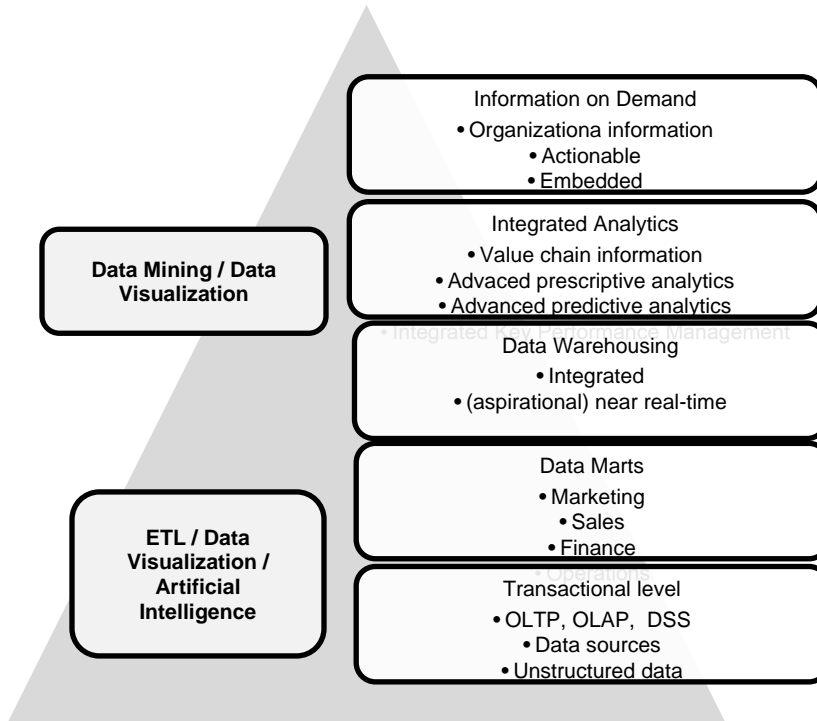 Information on Demand
• Organizationa information
• Actionable
• Embedded
Integrated Analytics
• Value chain information
• Advaced prescriptive analytics
• Advanced predictive analytics
• Integrated Key Performance Management
Data Mining / Data
Visualization
Data Warehousing
• Integrated
• (aspirational) near real-time
Data Marts
• Marketing
• Sales
• Finance
• Operations
ETL / Data
Visualization /
Artificial
Intelligence
Transactional level
• OLTP, OLAP, DSS
• Data sources
• Unstructured data